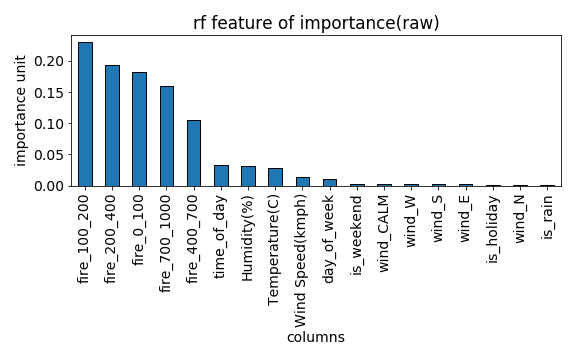 rf feature of importance(raw)
importance unit
0.20
0.15
0.10
0.05
0.00
fire_100_200
fire_200_400
fire_0_100
fire_700_1000
fire_400_700
time_of_day
Humidity(%)
Temperature(C)
Wind Speed(kmph)
day_of_week
is_weekend
wind_CALM
wind_W
wind_S
wind_E
is_holiday
wind_N
is_rain
columns